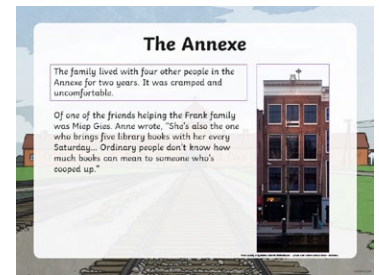 The Annexe
The family lived with four other people in the
Annexe for two years. It was cramped and
uncomfortable.
Of one of the friends helping the Frank family
was Miep Gies. Anne wrote, “She’s also the one
who brings five library books with her every
Saturday... Ordinary people don’t know how
much books can mean to someone who’s
cooped up.”